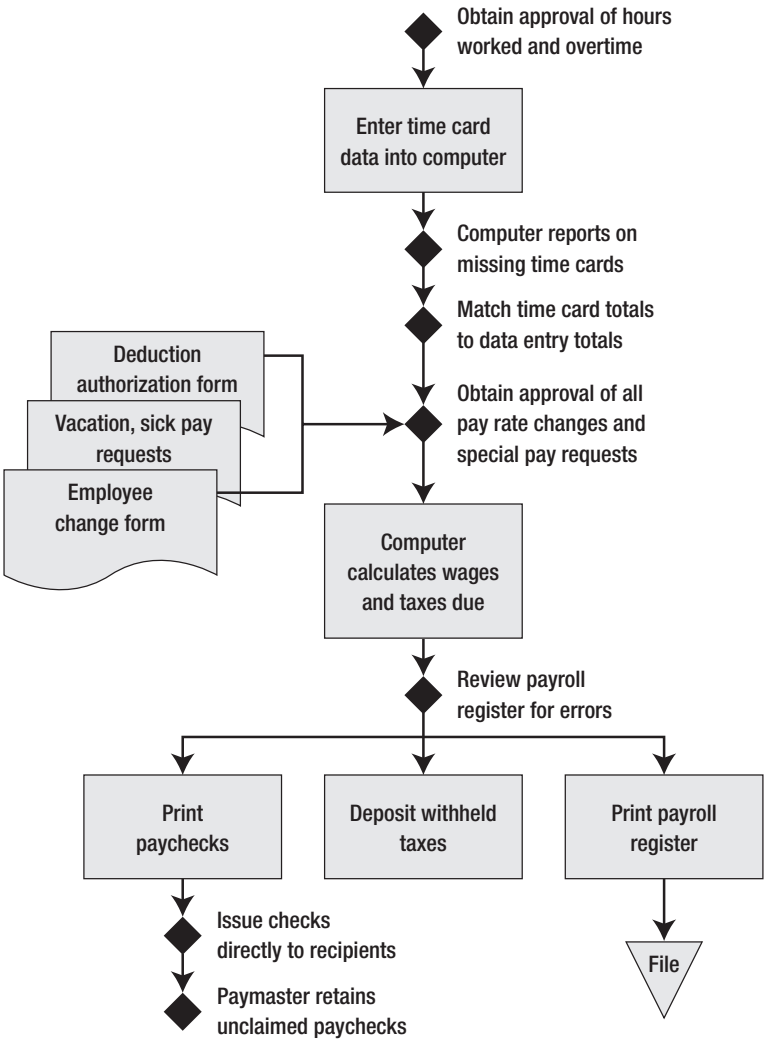 Obtain approval of hours
worked and overtime
Enter time card
data into computer
Computer reports on
missing time cards
Match time card totals
to data entry totals
Deduction
authorization form
Vacation, sick pay
requests
Employee
change form
Obtain approval of all
pay rate changes and
special pay requests
Computer
calculates wages
and taxes due
Review payroll
register for errors
Print
paychecks
Deposit withheld
taxes
Print payroll
register
Issue checks
directly to recipients
Paymaster retains
unclaimed paychecks
File